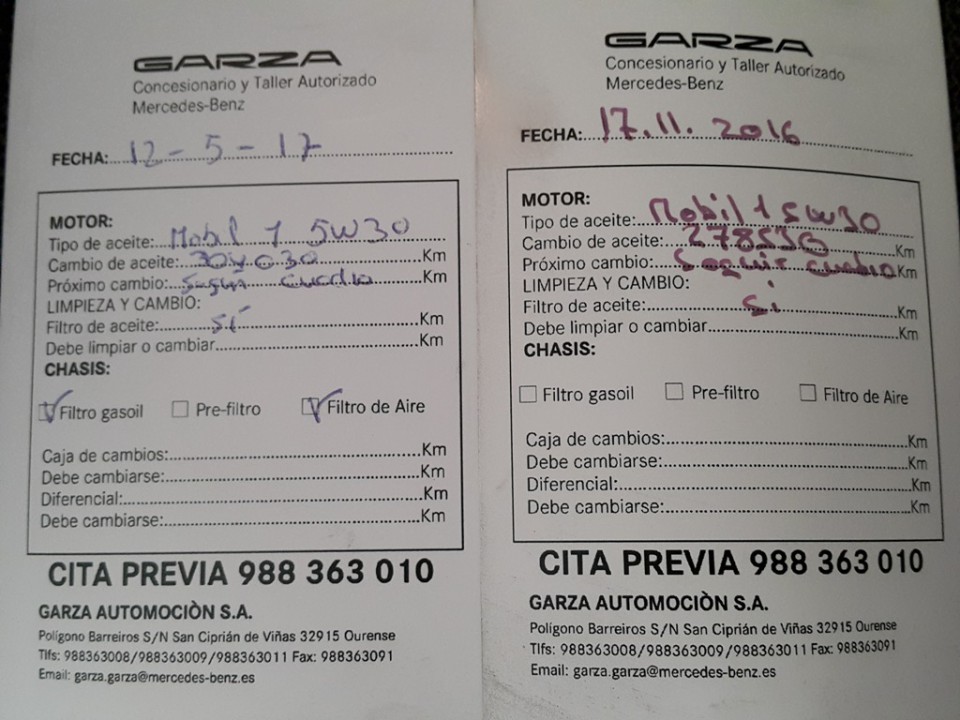 GARZA
Concesionario y Taller Autorizado
Mercedes-Benz
FECHA: 12-5-17
MOTOR:
Tipo de aceite: Mobil 1 5W30
Cambio de aceite: 304030 Km
Próximo cambio: Según cuadro Km
LIMPIEZA Y CAMBIO:
Filtro de aceite: Sí Km
Debe limpiar o cambiar Km
CHASIS:
Filtro gasoil Pre-filtro Filtro de Aire
Caja de cambios: Km
Debe cambiarse: Km
Diferencial: Km
Debe cambiarse: Km
CITA PREVIA 988 363 010
GARZA AUTOMOCIÒN S.A.
Polígono Barreiros S/N San Ciprián de Viñas 32915 Ourense
Tlfs: 988363008/988363009/988363011 Fax: 988363091
Email: garza.garza@mercedes-benz.es
GARZA
Concesionario y Taller Autorizado
Mercedes-Benz
FECHA: 17.11.2016
MOTOR:
Tipo de aceite: Mobil 1 5W30
Cambio de aceite: 278530 Km
Próximo cambio: cuadro Km
LIMPIEZA Y CAMBIO:
Filtro de aceite: Si Km
Debe limpiar o cambiar Km
CHASIS:
Filtro gasoil Pre-filtro Filtro de Aire
Caja de cambios: Km
Debe cambiarse: Km
Diferencial: Km
Debe cambiarse: Km
CITA PREVIA 988 363 010
GARZA AUTOMOCIÒN S.A.
Polígono Barreiros S/N San Ciprián de Viñas 32915 Ourense
Tlfs: 988363008/988363009/988363011 Fax: 988363091
Email: garza.garza@mercedes-benz.es